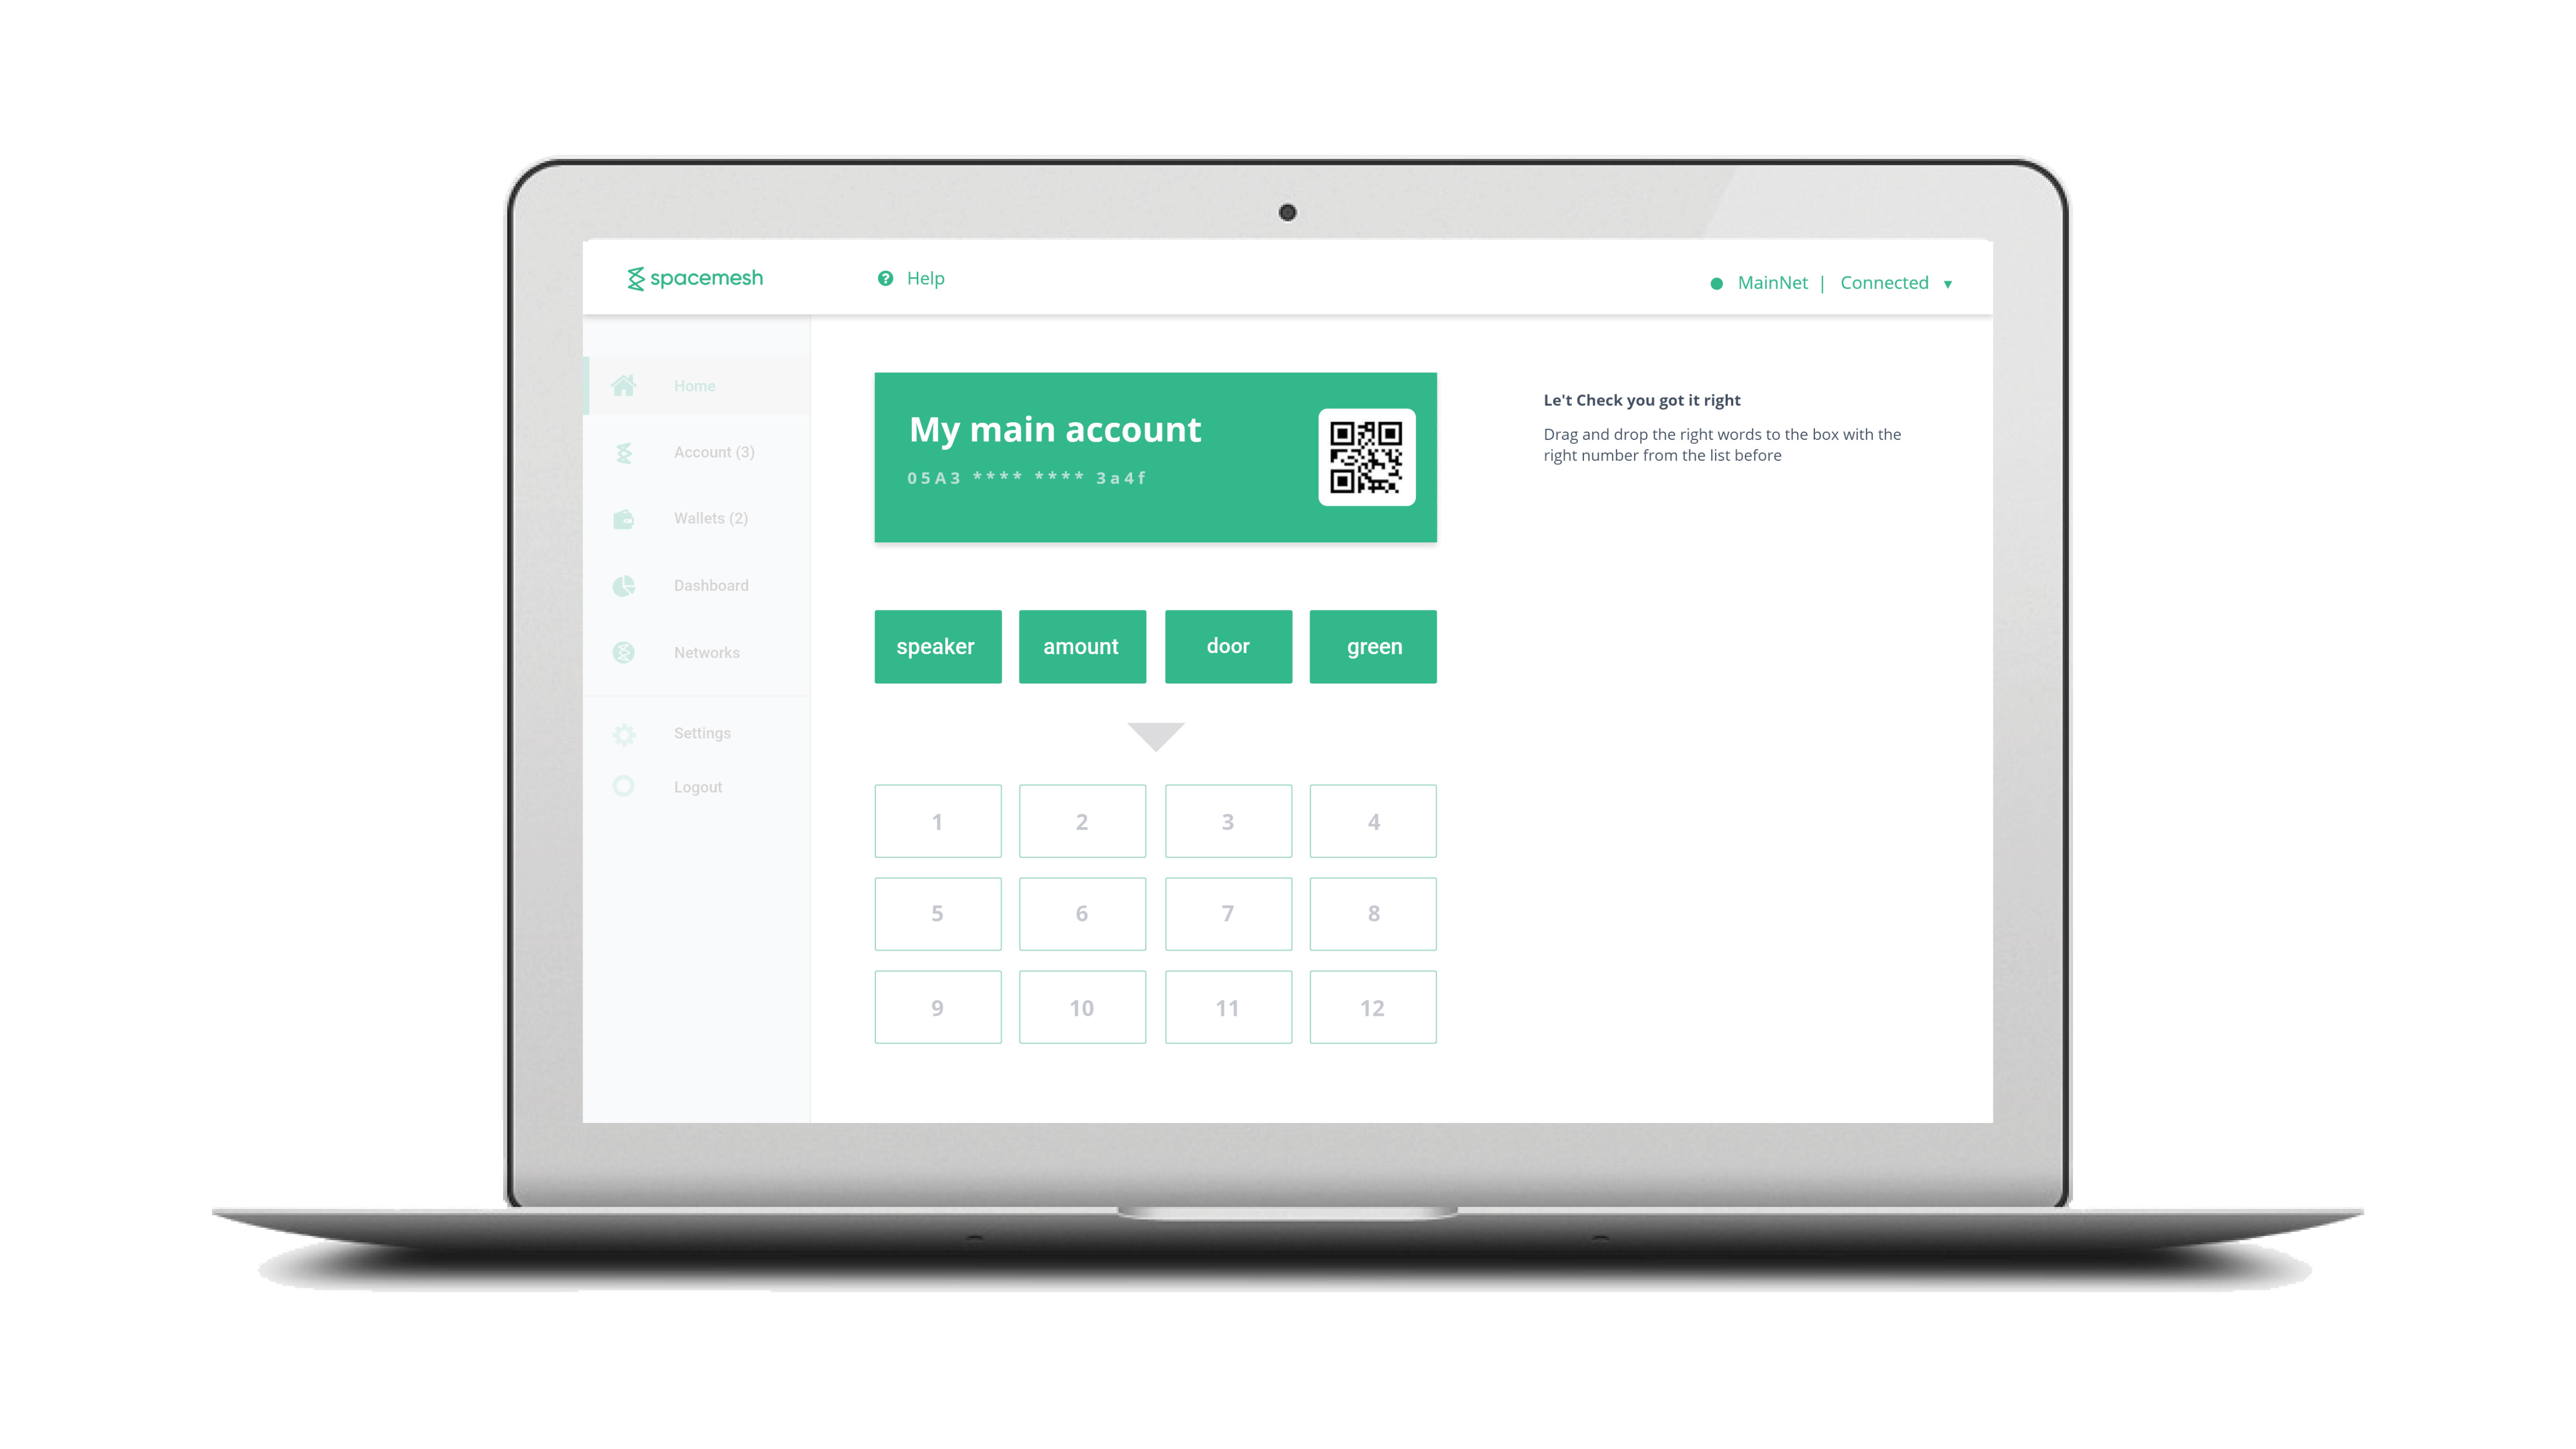 spacemesh
Help
MainNet | Connected ▾
Home
Account (3)
Wallets (2)
Dashboard
Networks
Settings
Logout
My main account
05A3 **** **** 3a4f
speaker
amount
door
green
1
2
3
4
5
6
7
8
9
10
11
12
Le't Check you got it right
Drag and drop the right words to the box with the
right number from the list before